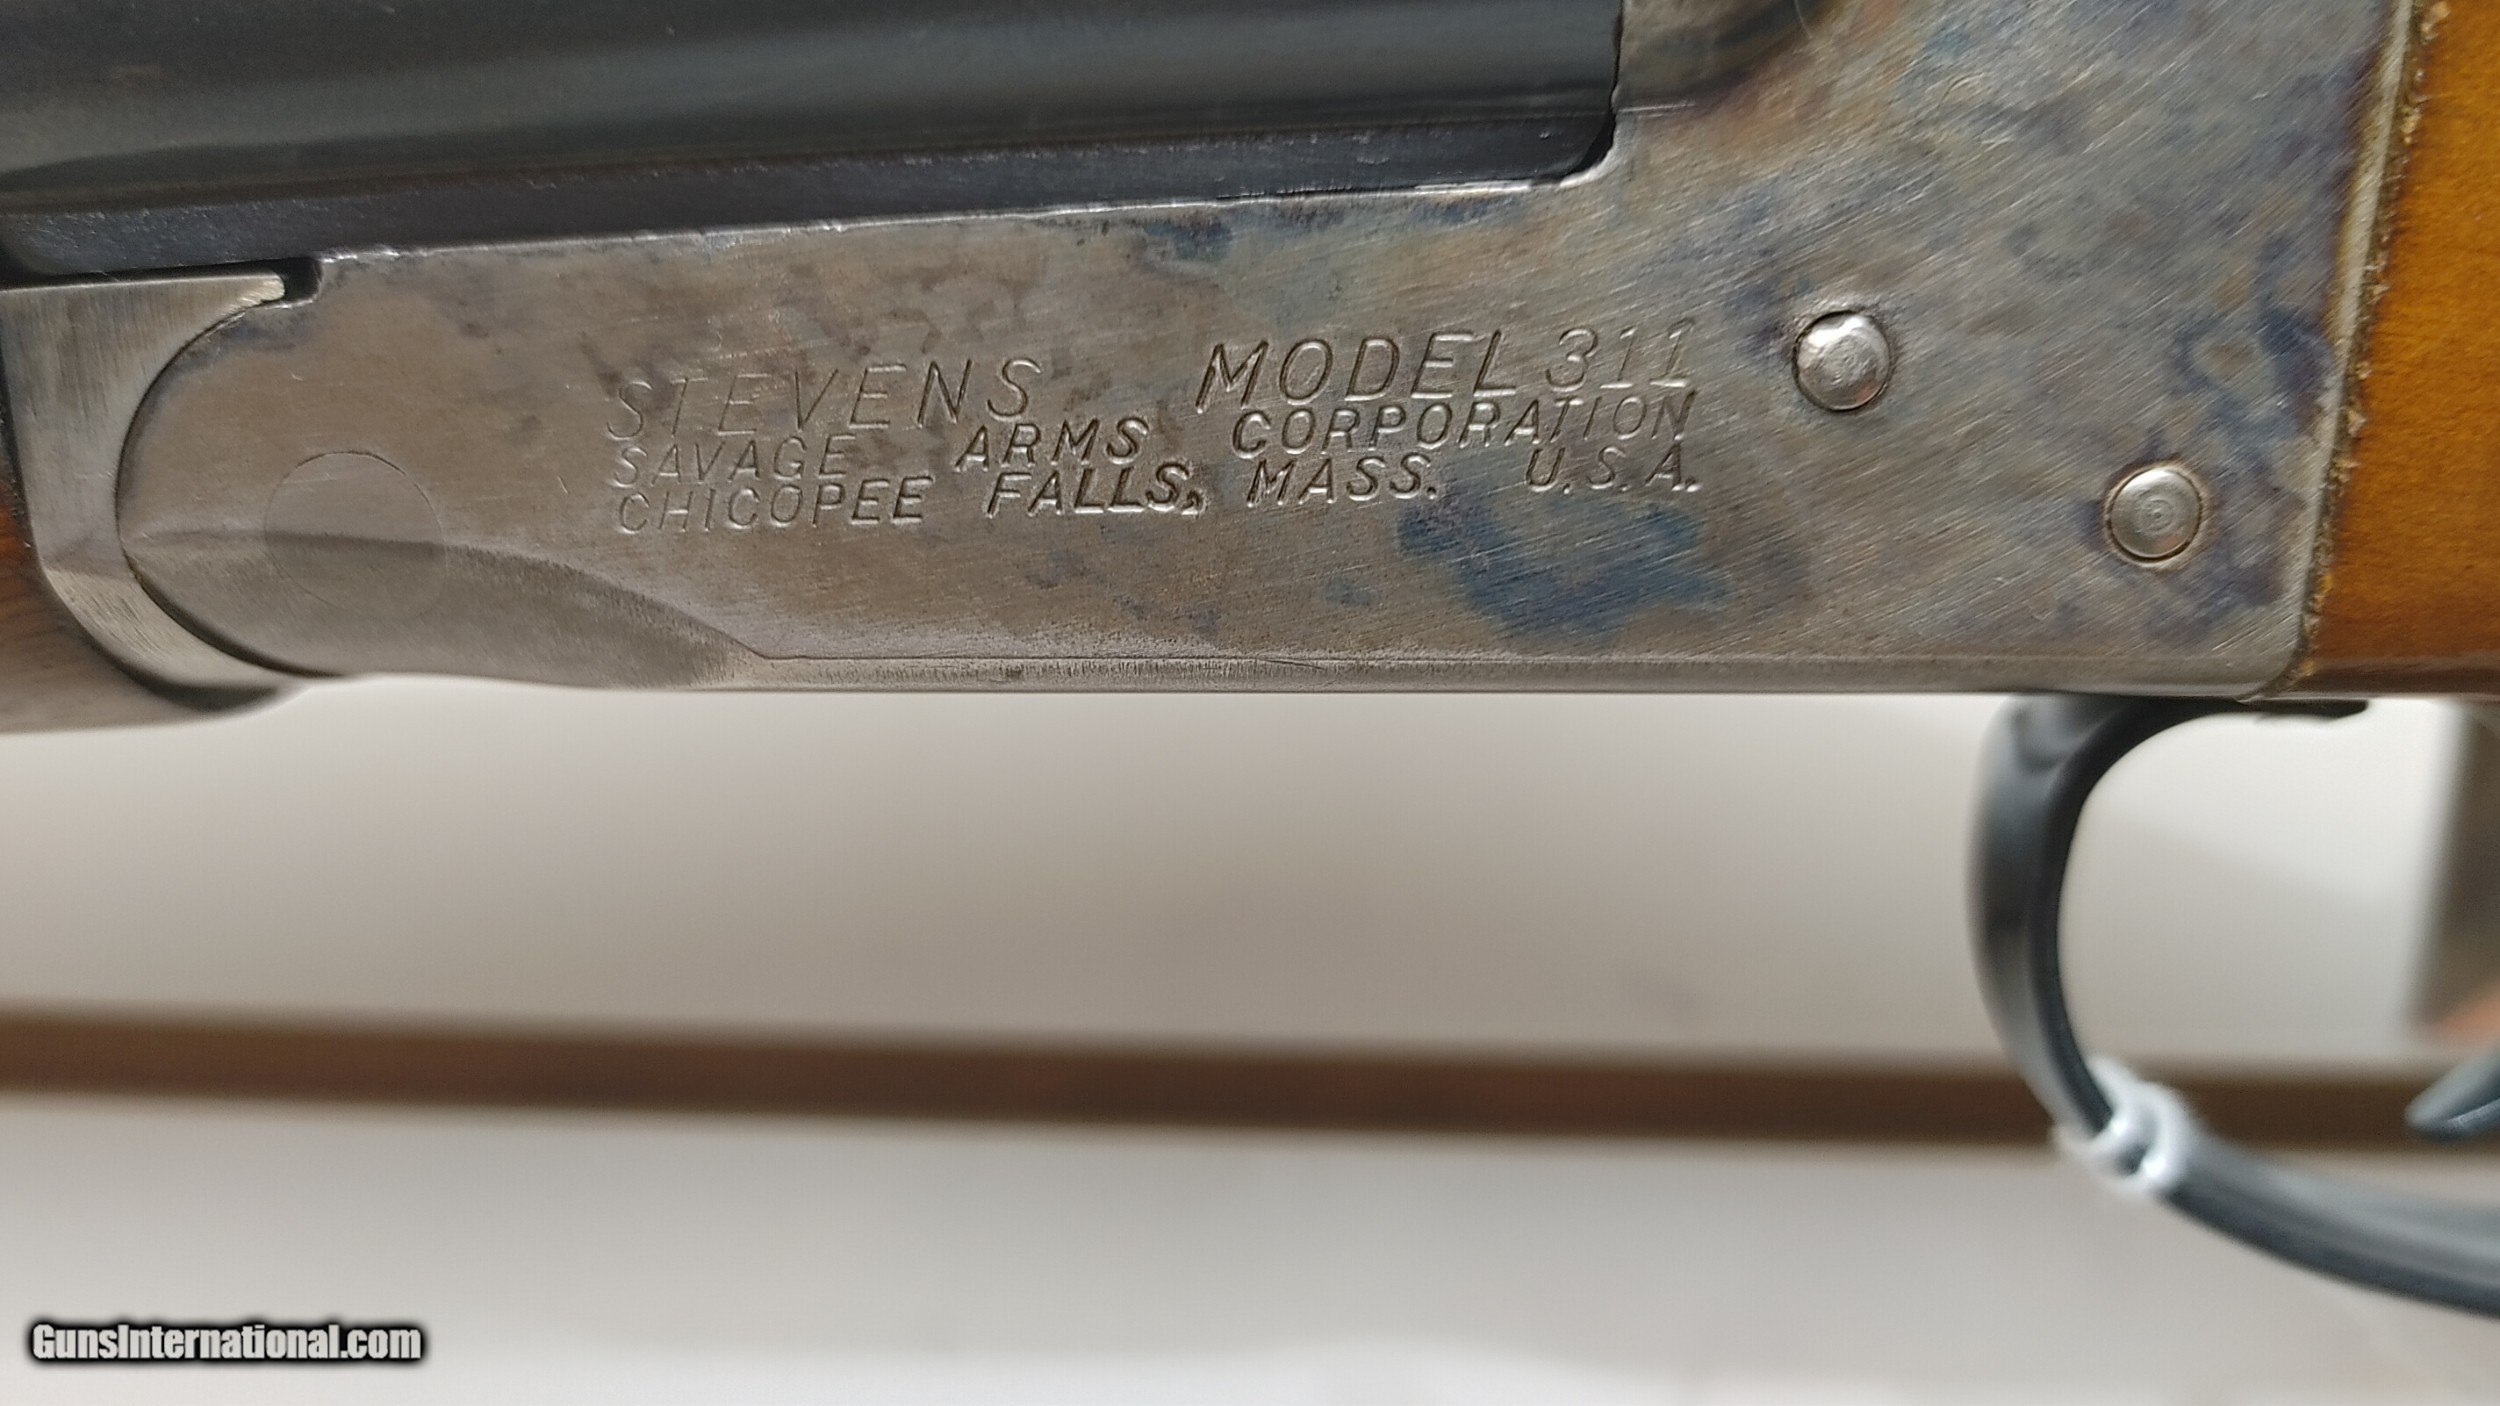 STEVENS MODEL 311
SAVAGE ARMS CORPORATION
CHICOPEE FALLS, MASS. U.S.A.
GunsInternational.com